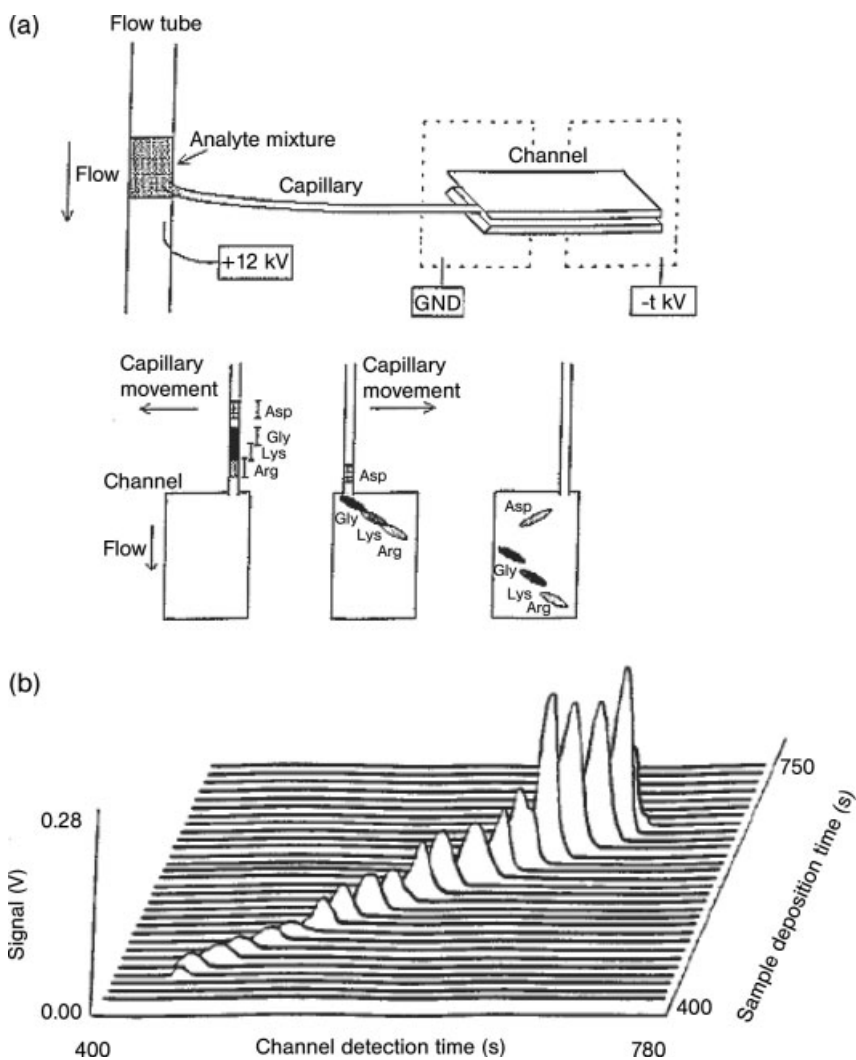 (a)
Flow tube
Analyte mixture
Flow
Capillary
Channel
+12 kV
GND
-t kV
Capillary
movement
Asp
Gly
Lys
Arg
Channel
Flow
Capillary
movement
Asp
Gly
Lys
Arg
Asp
Gly
Lys
Arg
(b)
0.28
Signal (V)
0.00
400
Channel detection time (s)
780
400
Sample deposition time (s)
750